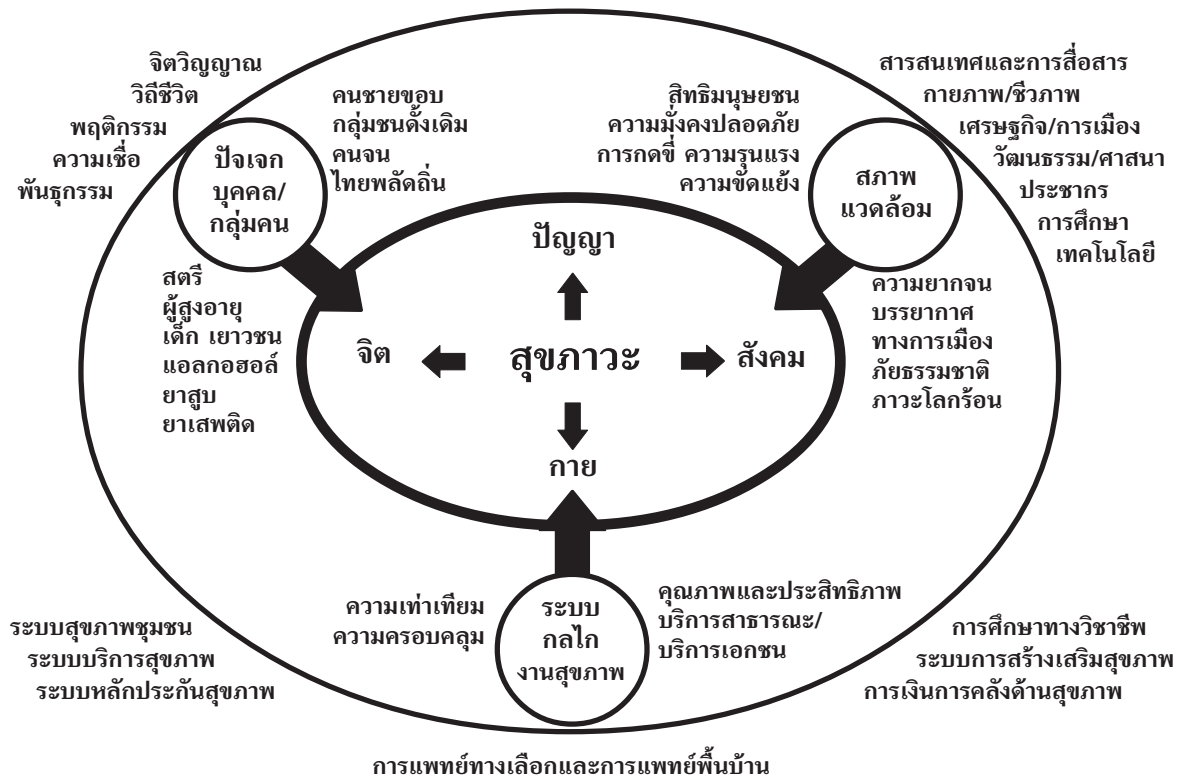 จิตวิญญาณ
วิถีชีวิต
พฤติกรรม
ความเชื่อ
พันธุกรรม
ปัจเจก
บุคคล/
กลุ่มคน
คนชายขอบ
กลุ่มชนดั้งเดิม
คนจน
ไทยพลัดถิ่น
สตรี
ผู้สูงอายุ
เด็ก เยาวชน
แอลกอฮอล์
ยาสูบ
ยาเสพติด
สิทธิมนุษยชน
ความมั่งคงปลอดภัย
การกดขี่ ความรุนแรง
ความขัดแย้ง
สภาพ
แวดล้อม
สารสนเทศและการสื่อสาร
กายภาพ/ชีวภาพ
เศรษฐกิจ/การเมือง
วัฒนธรรม/ศาสนา
ประชากร
การศึกษา
เทคโนโลยี
ความยากจน
บรรยากาศ
ทางการเมือง
ภัยธรรมชาติ
ภาวะโลกร้อน
ปัญญา
จิต
สุขภาวะ
สังคม
กาย
ความเท่าเทียม
ความครอบคลุม
ระบบ
กลไก
งานสุขภาพ
คุณภาพและประสิทธิภาพ
บริการสาธารณะ/
บริการเอกชน
ระบบสุขภาพชุมชน
ระบบบริการสุขภาพ
ระบบหลักประกันสุขภาพ
การศึกษาทางวิชาชีพ
ระบบการสร้างเสริมสุขภาพ
การเงินการคลังด้านสุขภาพ
การแพทย์ทางเลือกและการแพทย์พื้นบ้าน